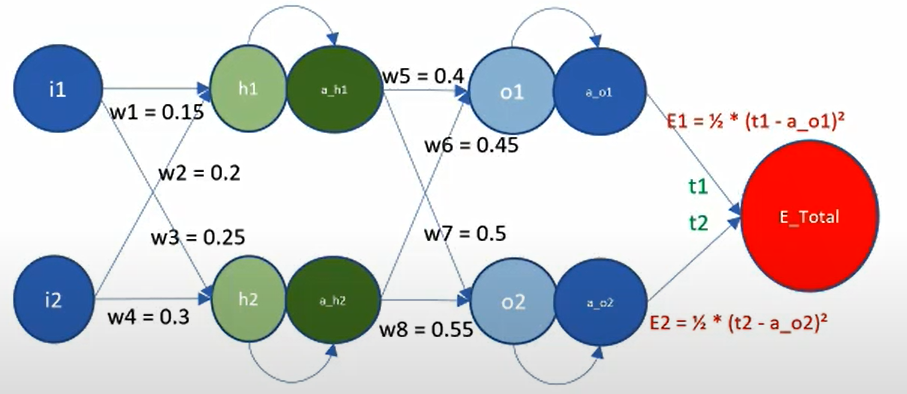 i1
h1
a_h1
w5 = 0.4
o1
a_o1
w1 = 0.15
E1 = ½ * (t1 - a_o1)²
w6 = 0.45
w2 = 0.2
t1
E_Total
t2
w3 = 0.25
w7 = 0.5
i2
h2
a_h2
o2
a_o2
w4 = 0.3
w8 = 0.55
E2 = ½ * (t2 - a_o2)²